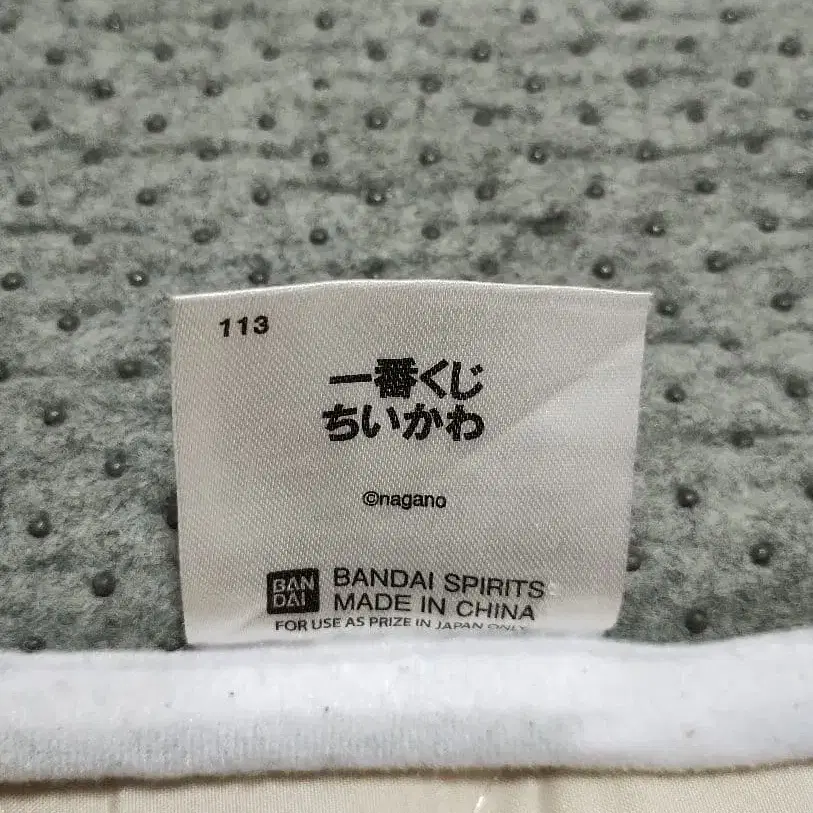 113
一番くじ
ちいかわ
©nagano
BAN
DAI
BANDAI SPIRITS
MADE IN CHINA
FOR USE AS PRIZE IN JAPAN ONLY